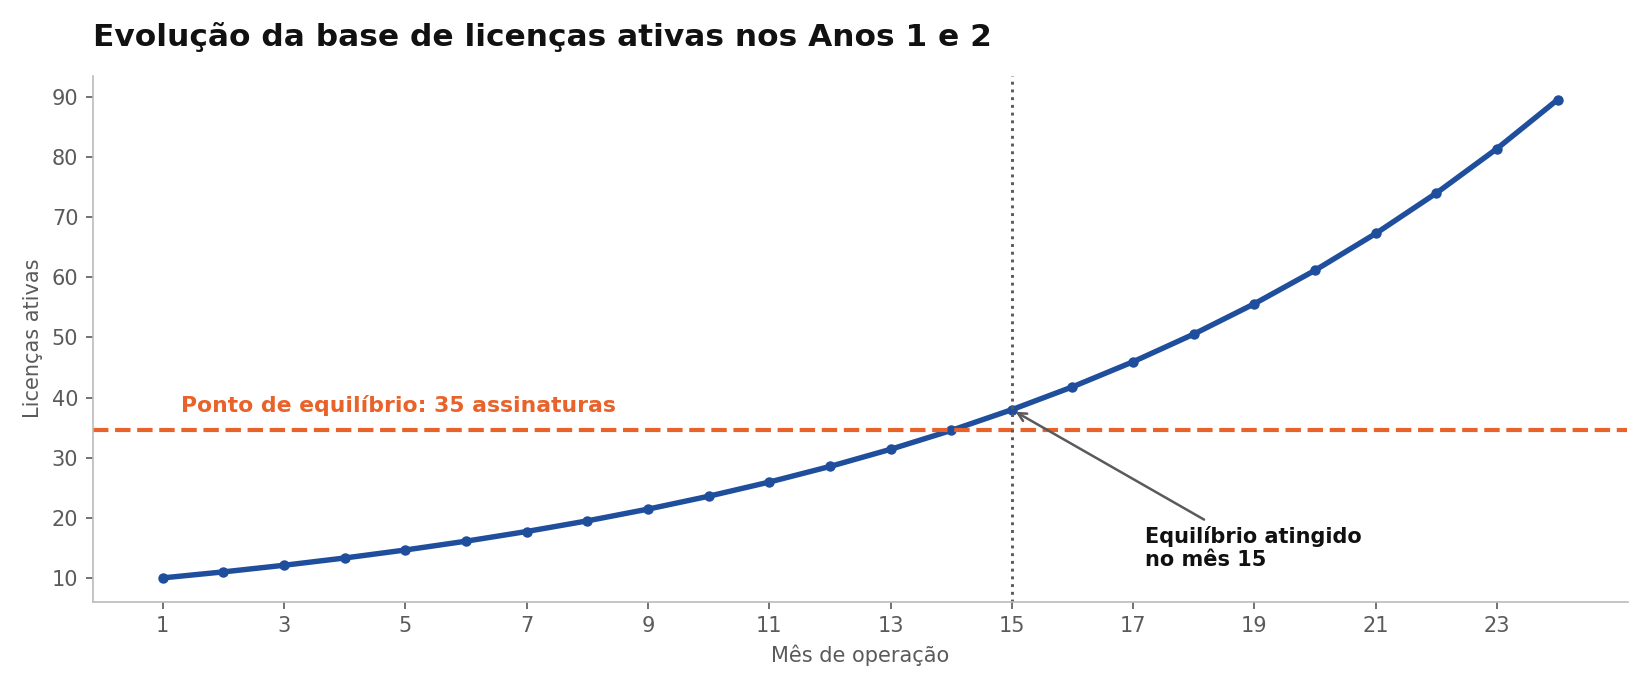 Evolução da base de licenças ativas nos Anos 1 e 2
Licenças ativas
90
80
70
60
50
40
30
20
10
Ponto de equilíbrio: 35 assinaturas
Equilíbrio atingido
no mês 15
1 3 5 7 9 11 13 15 17 19 21 23
Mês de operação